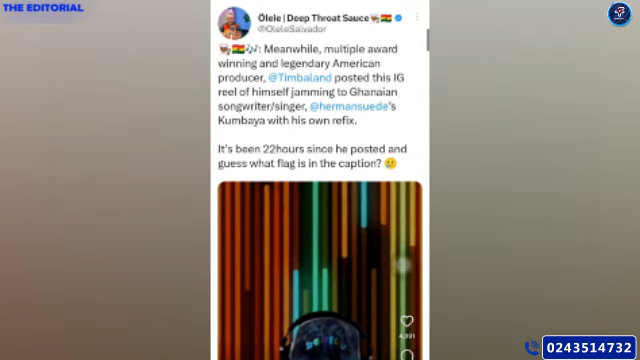 THE EDITORIAL
Ölele | Deep Throat Sauce
@OleleSalvador
: Meanwhile, multiple award
winning and legendary American
producer, @Timbaland posted this IG
reel of himself jamming to Ghanaian
songwriter/singer, @hermansuede's
Kumbaya with his own refix.
It's been 22hours since he posted and
guess what flag is in the caption?
4,091
0243514732